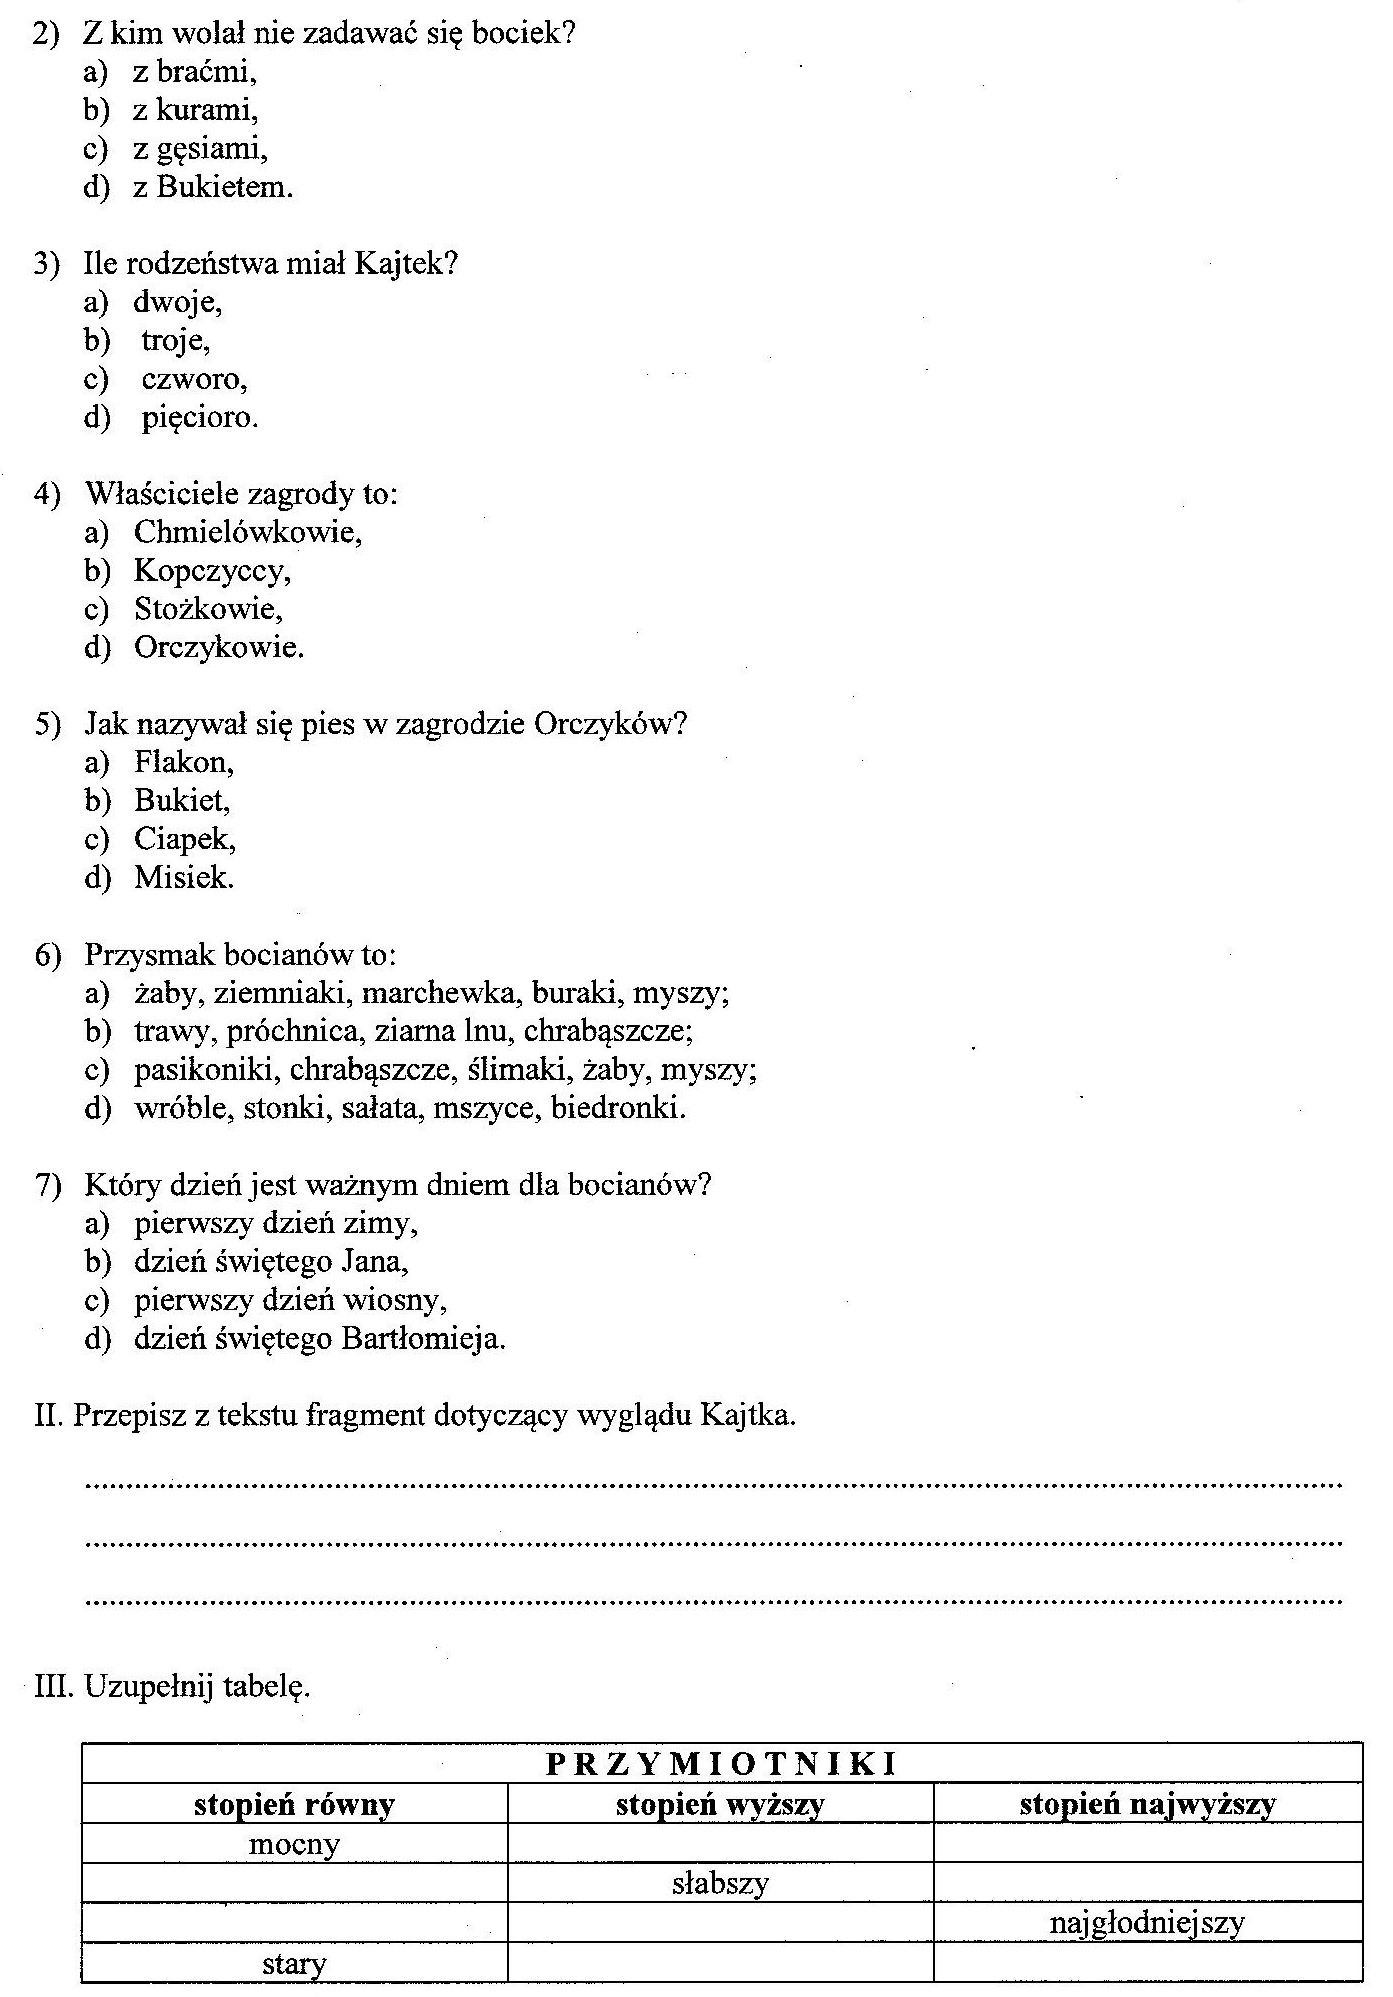 2) Z kim wolał nie zadawać się bociek?
a) z braćmi,
b) z kurami,
c) z gęsiami,
d) z Bukietem.
3) Ile rodzeństwa miał Kajtek?
a) dwoje,
b) troje,
c) czworo,
d) pięcioro.
4) Właściciele zagrody to:
a) Chmielówkowie,
b) Kopczyccy,
c) Stożkowie,
d) Orczykowie.
5) Jak nazywał się pies w zagrodzie Orczyków?
a) Flakon,
b) Bukiet,
c) Ciapek,
d) Misiek.
6) Przysmak bocianów to:
a) żaby, ziemniaki, marchewka, buraki, myszy;
b) trawy, próchnica, ziarna lnu, chrabąszcze;
c) pasikoniki, chrabąszcze, ślimaki, żaby, myszy;
d) wróble, stonki, sałata, mszyce, biedronki.
7) Który dzień jest ważnym dniem dla bocianów?
a) pierwszy dzień zimy,
b) dzień świętego Jana,
c) pierwszy dzień wiosny,
d) dzień świętego Bartłomieja.
II. Przepisz z tekstu fragment dotyczący wyglądu Kajtka.
III. Uzupełnij tabelę.
P R Z Y M I O T N I K I
stopień równy stopień wyższy stopień najwyższy
mocny
słabszy
najgłodniejszy
stary